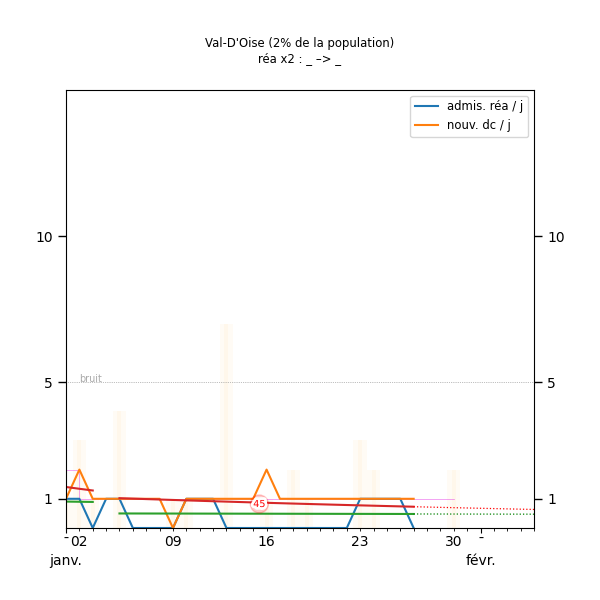 Val-D'Oise (2% de la population)
réa x2 : _ –> _
admis. réa / j
nouv. dc / j
10 10
bruit
5 5
45
1 1
- 02 09 16 23 30 -
janv. févr.